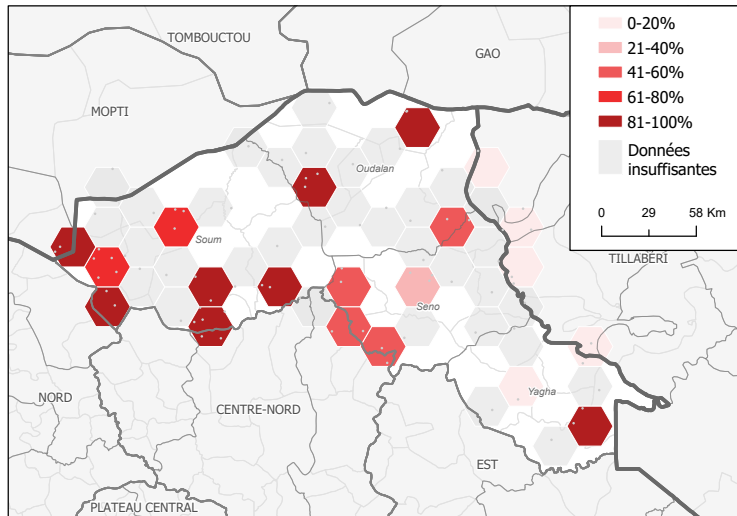 TOMBOUCTOU
GAO
MOPTI
Oudalan
Soum
TILLABERI
Seno
NORD
CENTRE-NORD
Yagha
EST
PLATEAU CENTRAL
0-20%
21-40%
41-60%
61-80%
81-100%
Données
insuffisantes
0 29 58 Km